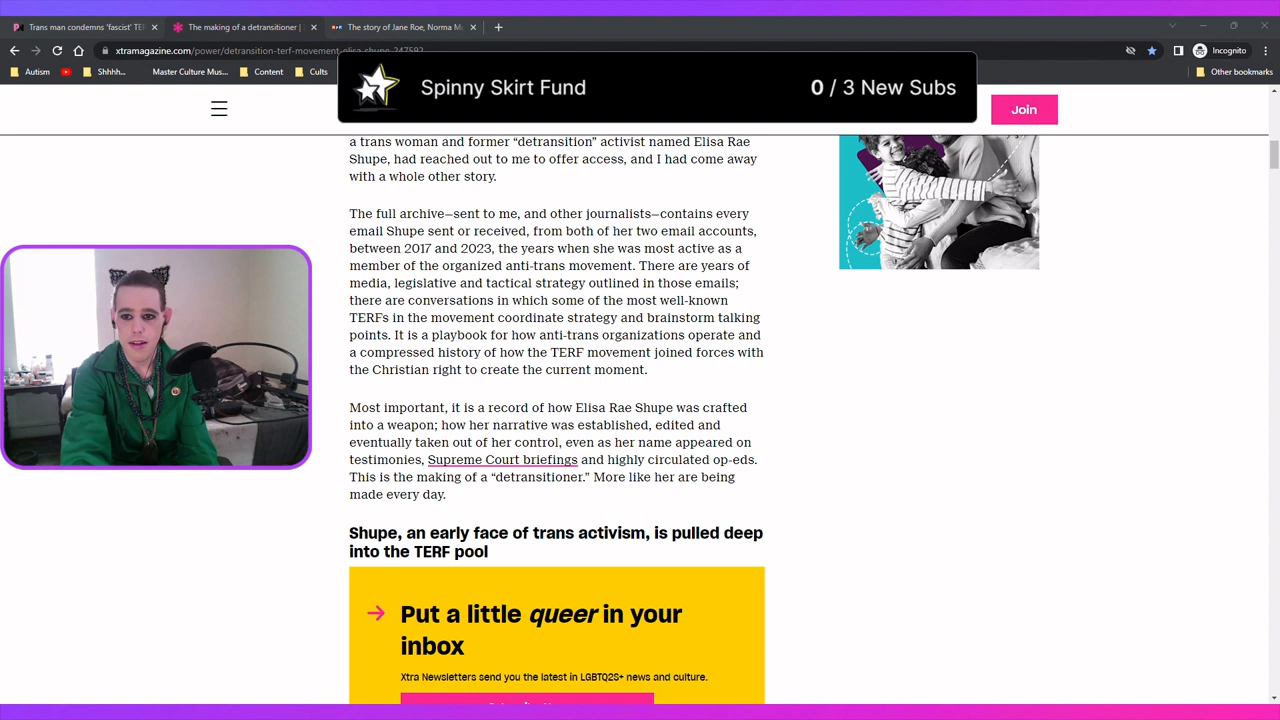 Trans man condemns 'fascist' TE
The making of a detransitioner |
The story of Jane Roe, Norma M
xtramagazine.com/power/detransition-terf-movement-elisa-shupe-247592
Incognito
Autism
Shhhh...
Master Culture Mus...
Content
Cults
Other bookmarks
Spinny Skirt Fund
0 / 3 New Subs
Join
a trans woman and former “detransition” activist named Elisa Rae
Shupe, had reached out to me to offer access, and I had come away
with a whole other story.
The full archive—sent to me, and other journalists—contains every
email Shupe sent or received, from both of her two email accounts,
between 2017 and 2023, the years when she was most active as a
member of the organized anti-trans movement. There are years of
media, legislative and tactical strategy outlined in those emails;
there are conversations in which some of the most well-known
TERFs in the movement coordinate strategy and brainstorm talking
points. It is a playbook for how anti-trans organizations operate and
a compressed history of how the TERF movement joined forces with
the Christian right to create the current moment.
Most important, it is a record of how Elisa Rae Shupe was crafted
into a weapon; how her narrative was established, edited and
eventually taken out of her control, even as her name appeared on
testimonies, Supreme Court briefings and highly circulated op-eds.
This is the making of a “detransitioner.” More like her are being
made every day.
Shupe, an early face of trans activism, is pulled deep
into the TERF pool
Put a little queer in your
inbox
Xtra Newsletters send you the latest in LGBTQ2S+ news and culture.